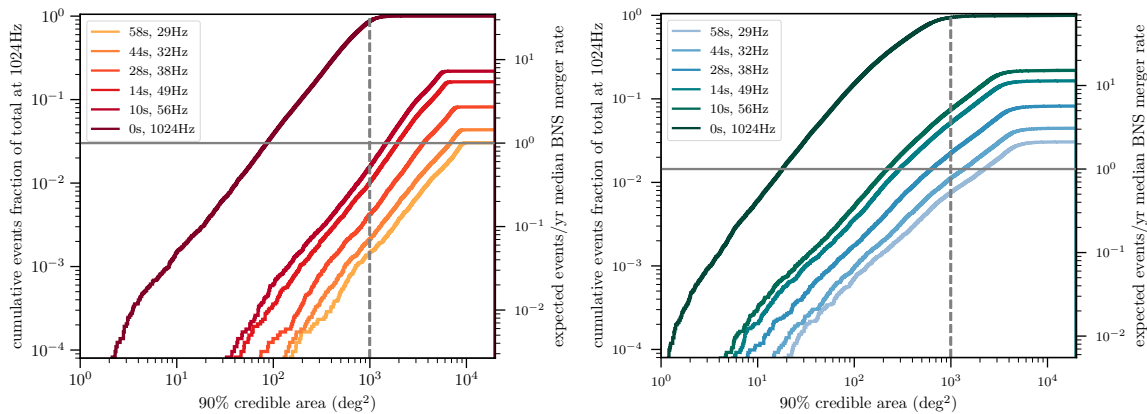 cumulative events fraction of total at 1024Hz
10⁰
10⁻¹
10⁻²
10⁻³
10⁻⁴
58s, 29Hz
44s, 32Hz
28s, 38Hz
14s, 49Hz
10s, 56Hz
0s, 1024Hz
10¹
10⁰
10⁻¹
10⁻²
expected events/yr median BNS merger rate
10⁰ 10¹ 10² 10³ 10⁴
90% credible area (deg²)
cumulative events fraction of total at 1024Hz
10⁰
10⁻¹
10⁻²
10⁻³
10⁻⁴
58s, 29Hz
44s, 32Hz
28s, 38Hz
14s, 49Hz
10s, 56Hz
0s, 1024Hz
10¹
10⁰
10⁻¹
10⁻²
expected events/yr median BNS merger rate
10⁰ 10¹ 10² 10³ 10⁴
90% credible area (deg²)